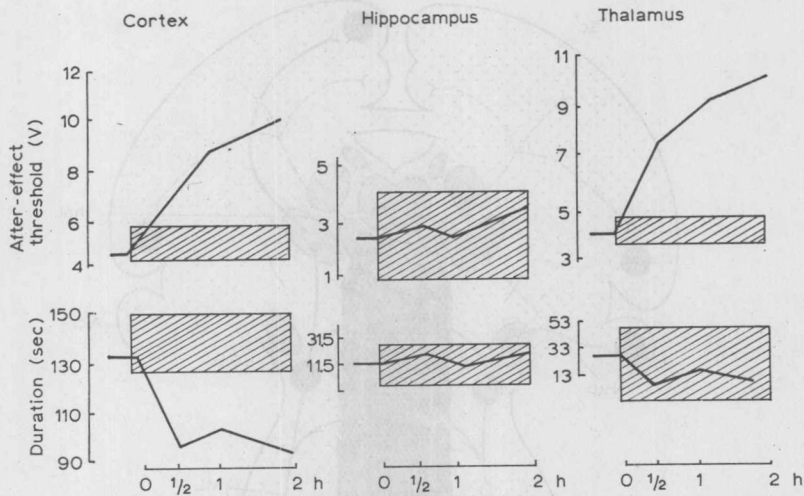 Cortex
Hippocampus
Thalamus
After-effect
threshold (V)
12
10
8
6
4
5
3
1
11
9
7
5
3
Duration (sec)
150
130
110
90
31,5
11,5
53
33
13
0 1/2 1 2 h
0 1/2 1 2 h
0 1/2 1 2 h